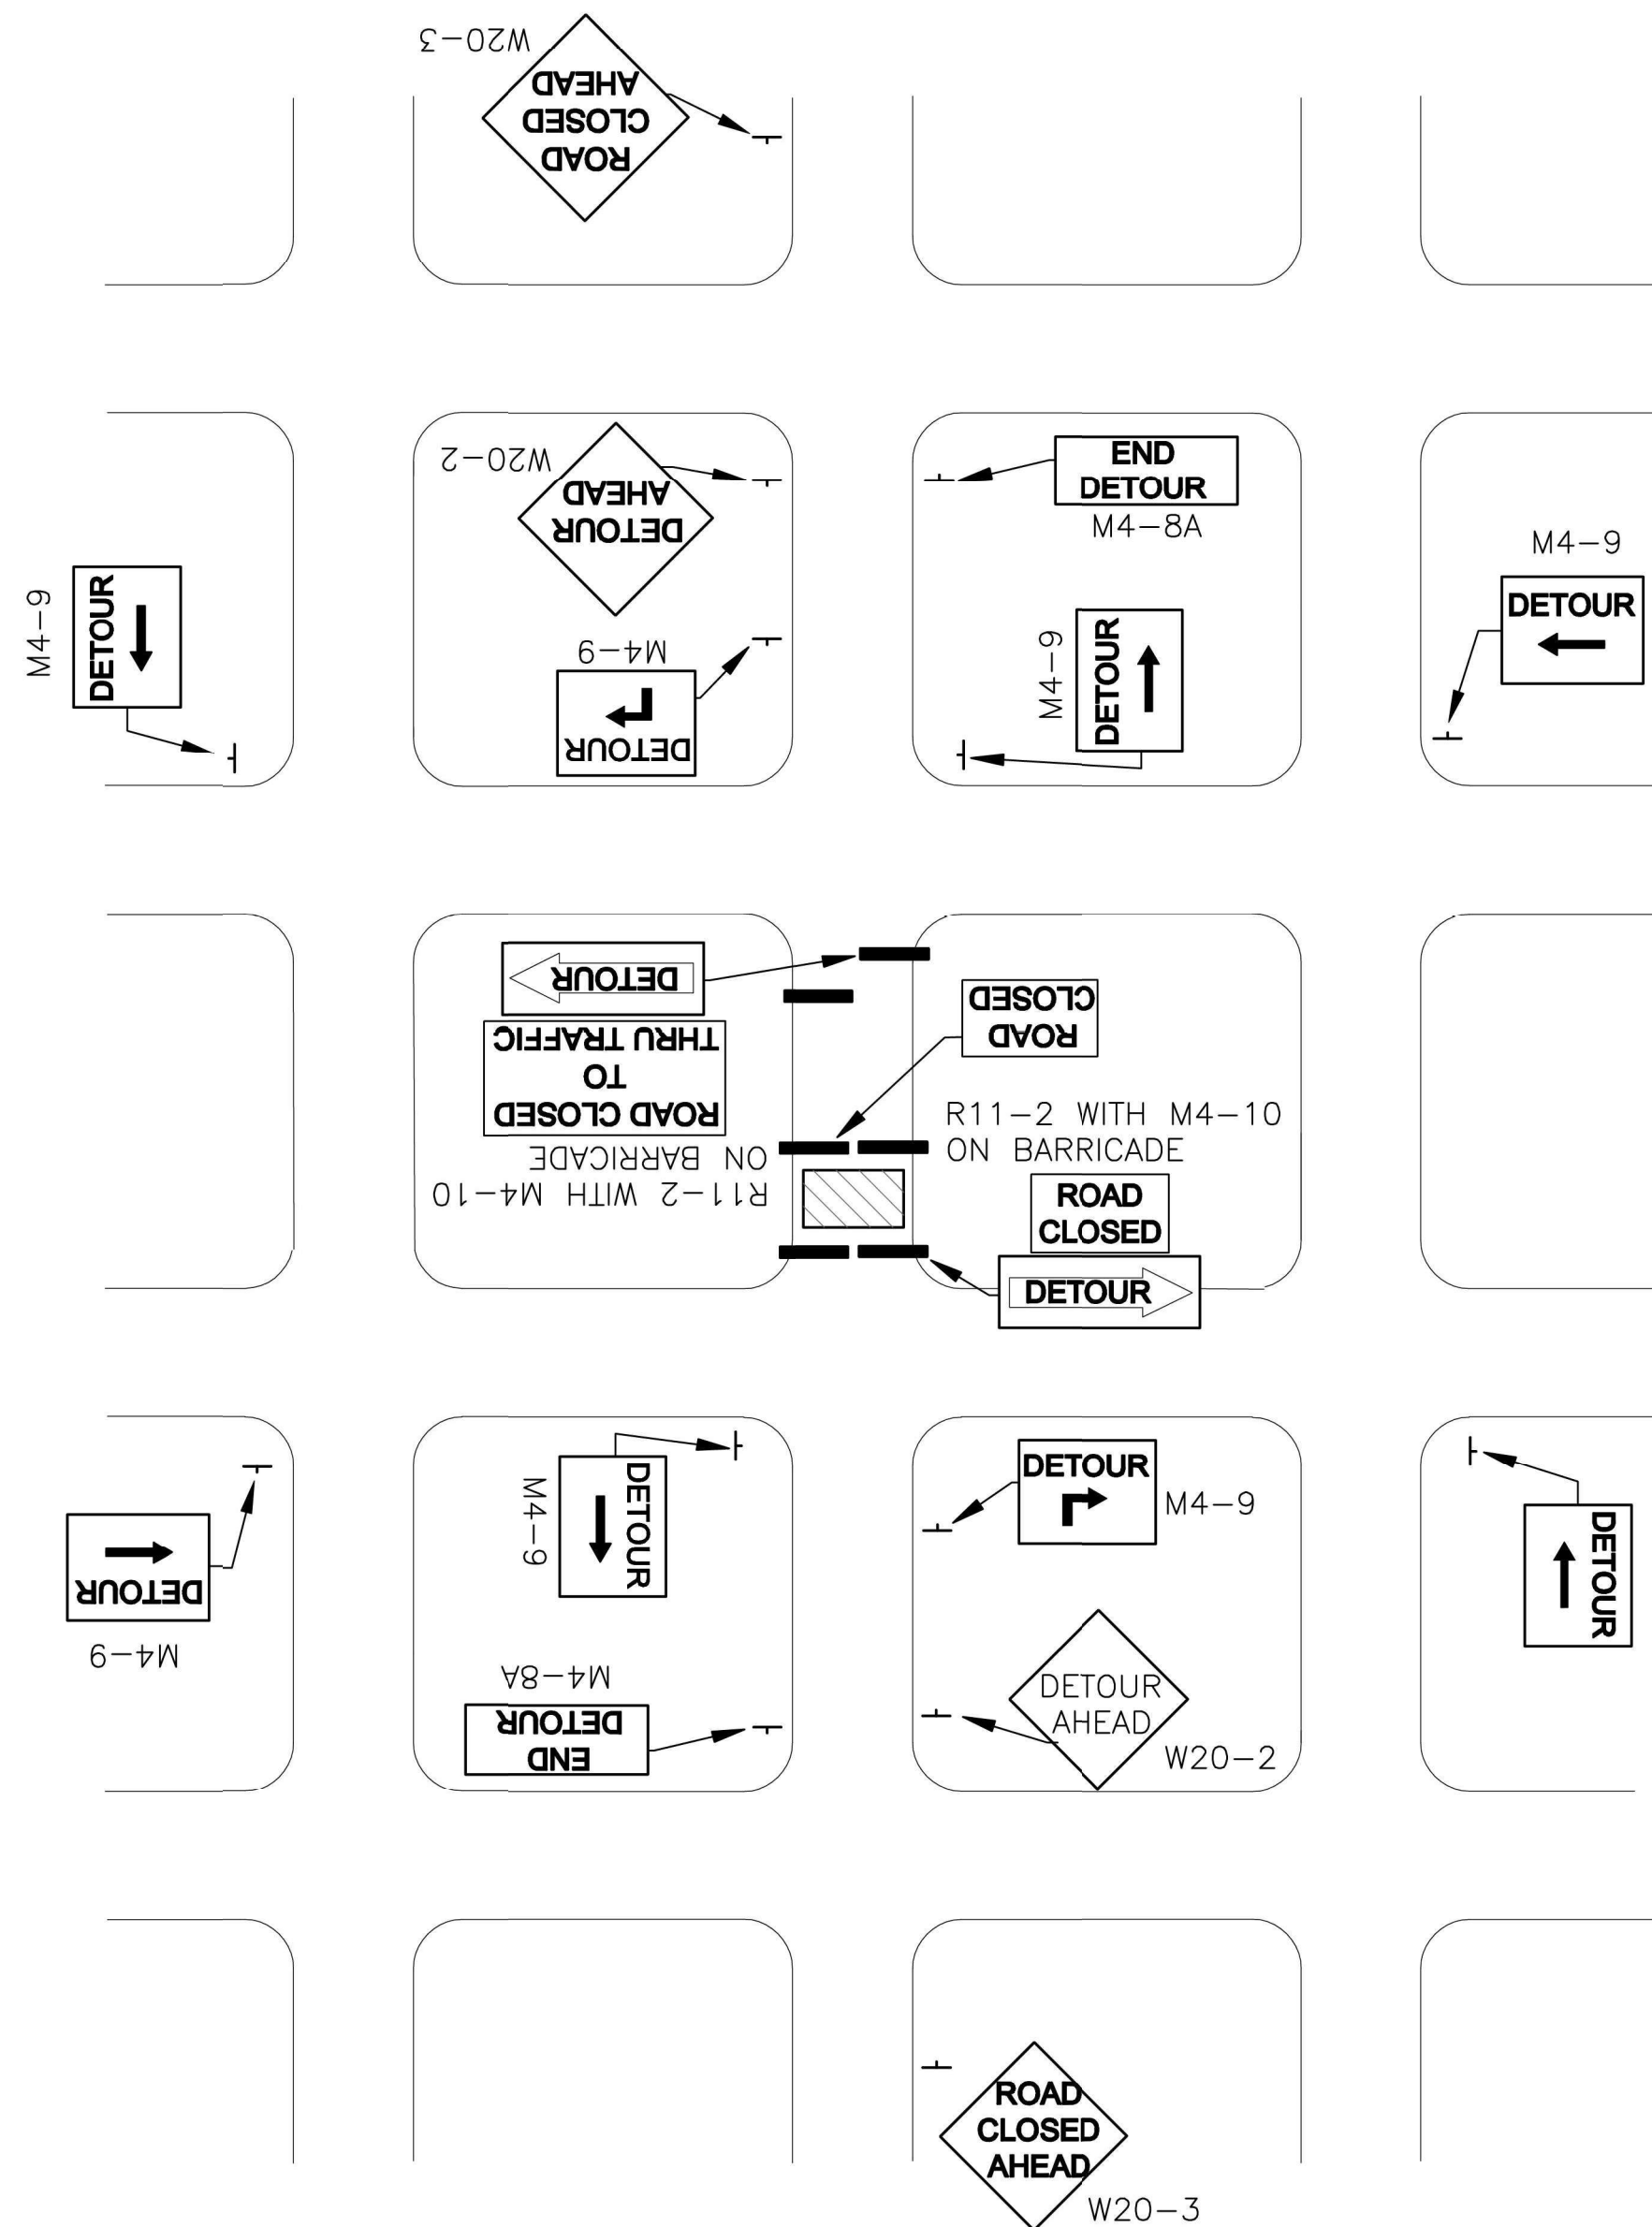 W20-3
ROAD
CLOSED
AHEAD
W20-2
DETOUR
AHEAD
END
DETOUR
M4-8A
M4-9
DETOUR
M4-9
DETOUR
M4-9
DETOUR
M4-9
DETOUR
R11-2 WITH M4-10
ON BARRICADE
ROAD CLOSED
TO
THRU TRAFFIC
DETOUR
ROAD
CLOSED
R11-2 WITH M4-10
ON BARRICADE
ROAD
CLOSED
DETOUR
M4-9
DETOUR
M4-9
DETOUR
DETOUR
M4-9
DETOUR
END
DETOUR
M4-8A
DETOUR
AHEAD
W20-2
ROAD
CLOSED
AHEAD
W20-3